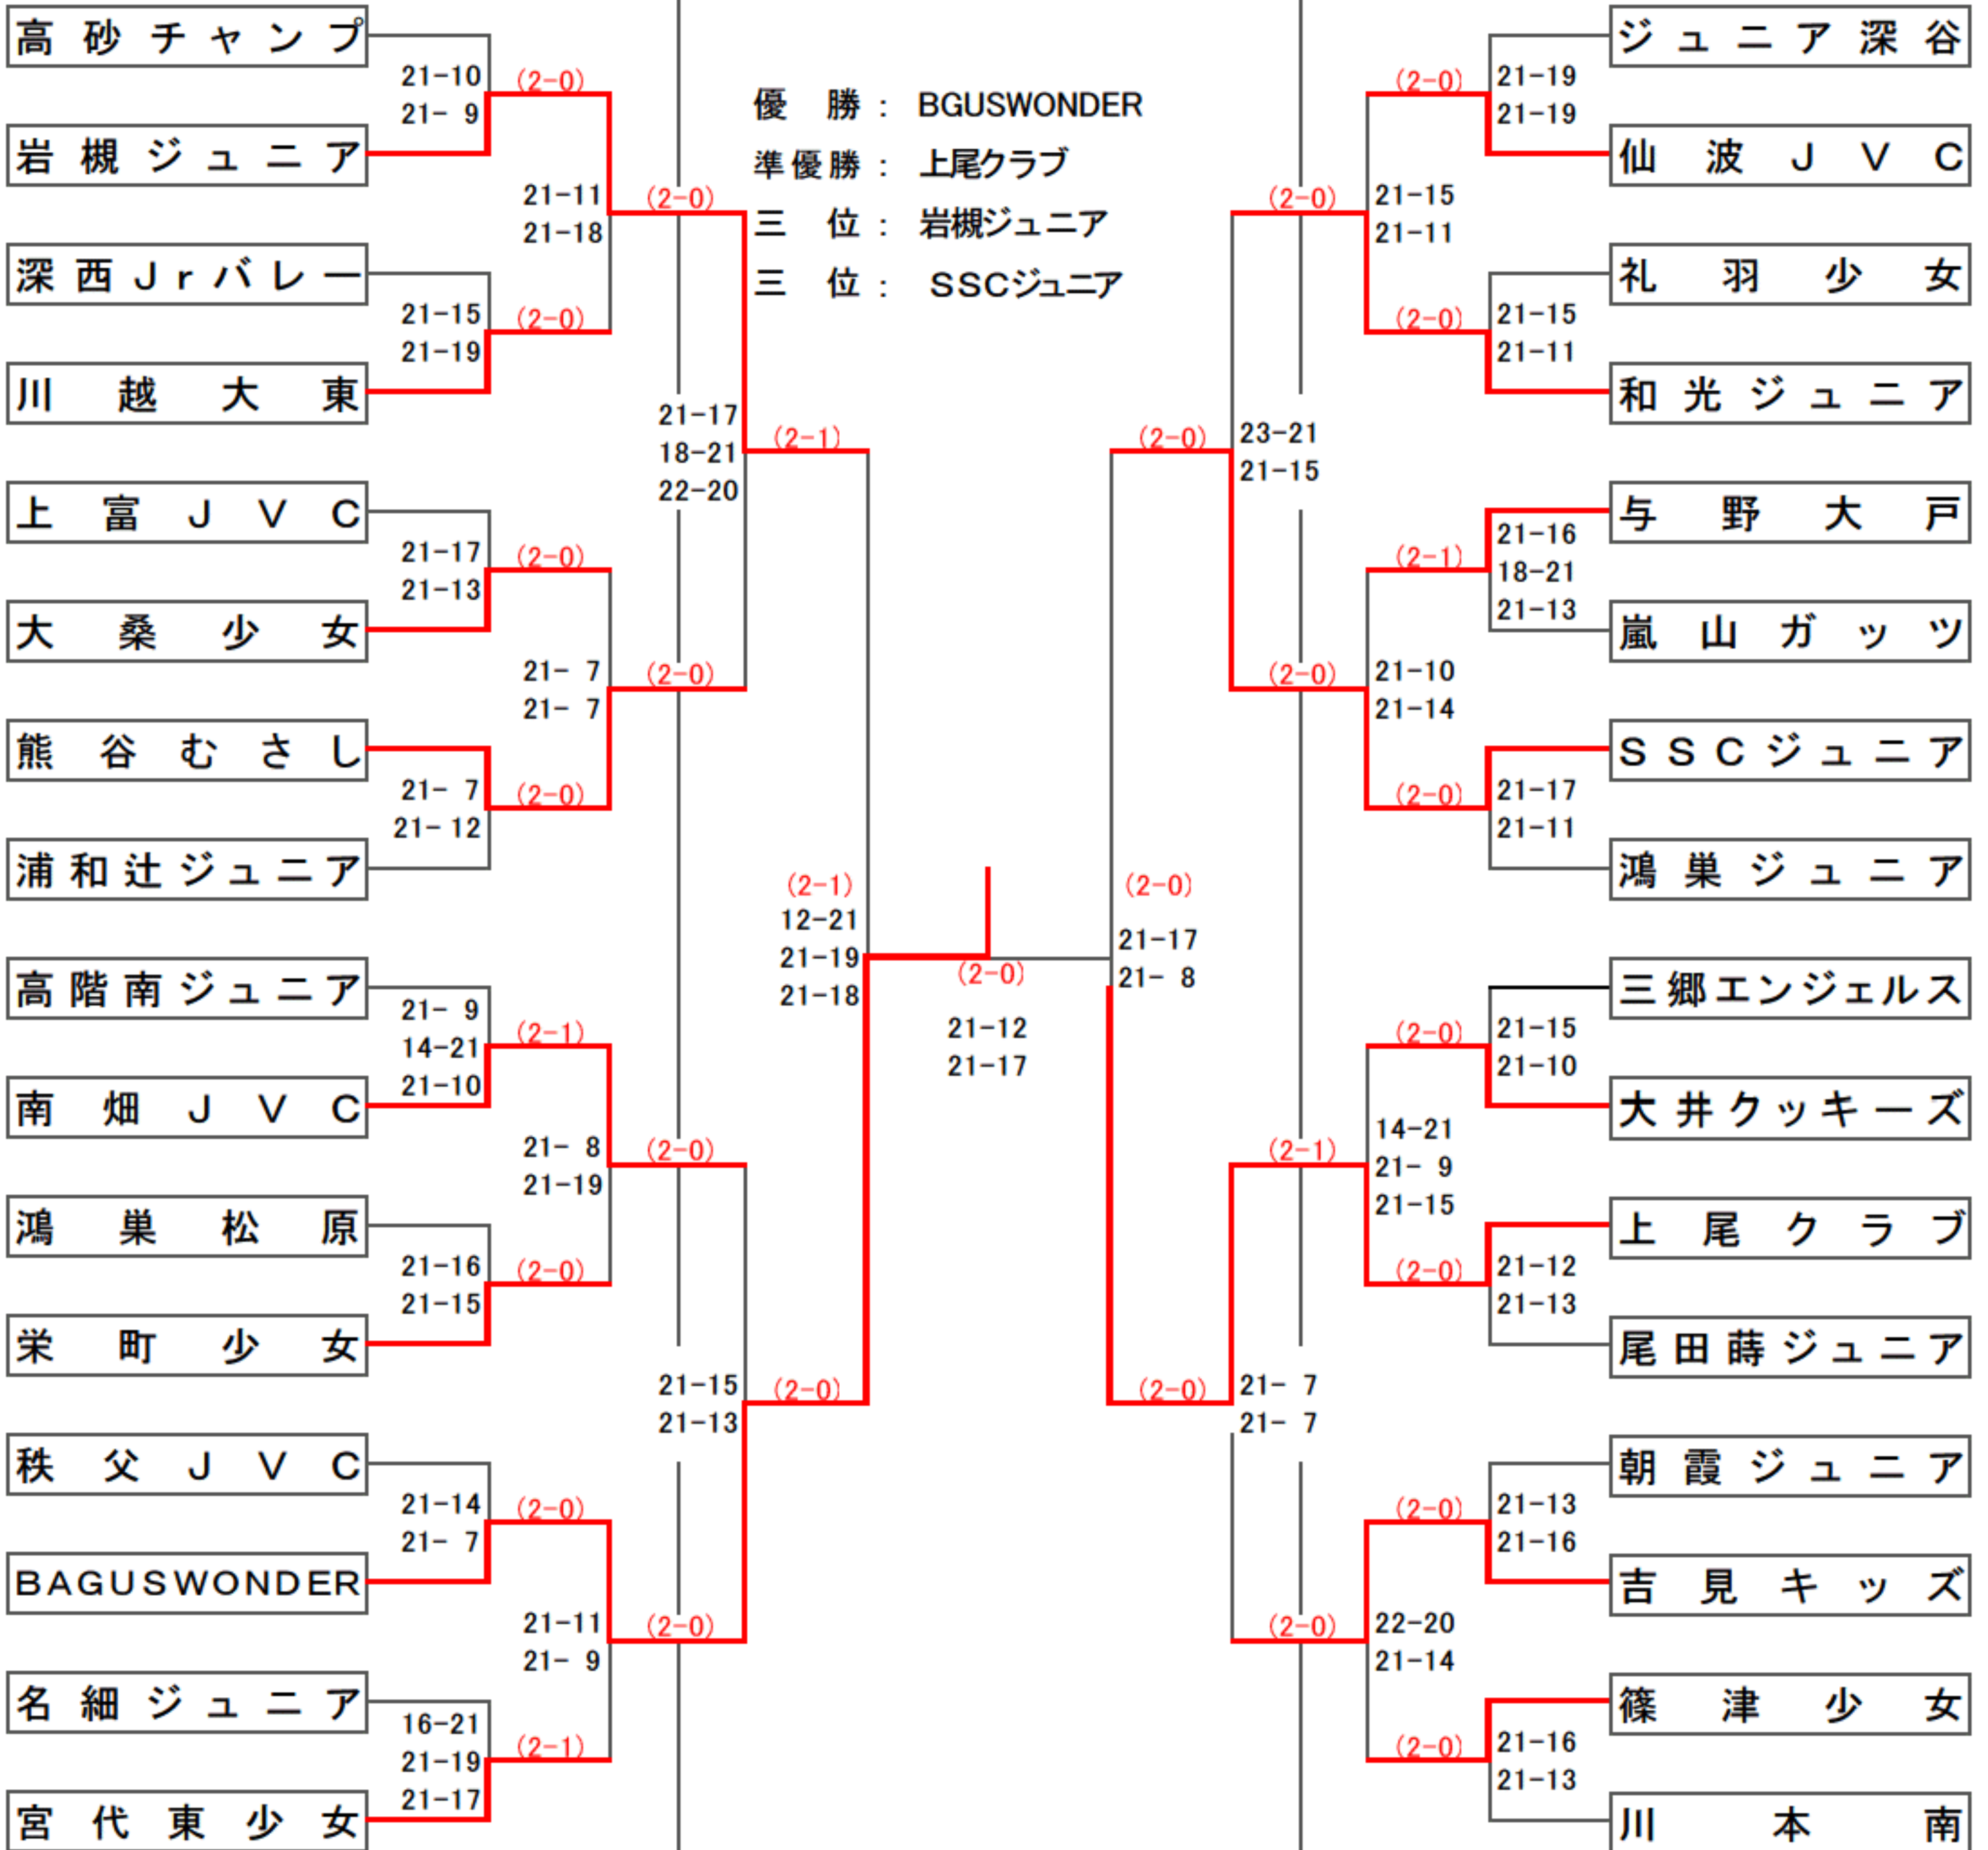 高砂チャンプ
21-10
21- 9
(2-0)
岩槻ジュニア
21-11
21-18
(2-0)
深西Jrバレー
21-15
21-19
(2-0)
川越大東
21-17
18-21
22-20
(2-1)
上富JVC
21-17
21-13
(2-0)
大桑少女
21- 7
21- 7
(2-0)
熊谷むさし
21- 7
21-12
(2-0)
浦和辻ジュニア
(2-1)
12-21
21-19
21-18
高階南ジュニア
21- 9
14-21
21-10
(2-1)
南畑JVC
21- 8
21-19
(2-0)
鴻巣松原
21-16
21-15
(2-0)
栄町少女
21-15
21-13
(2-0)
秩父JVC
21-14
21- 7
(2-0)
BAGUSWONDER
21-11
21- 9
(2-0)
名細ジュニア
16-21
21-19
21-17
(2-1)
宮代東少女
優勝： BGUSWONDER
準優勝： 上尾クラブ
三位： 岩槻ジュニア
三位： SSCジュニア
(2-0)
21-12
21-17
ジュニア深谷
(2-0)
21-19
21-19
仙波JVC
(2-0)
21-15
21-11
礼羽少女
(2-0)
21-15
21-11
和光ジュニア
(2-0)
23-21
21-15
与野大戸
(2-1)
21-16
18-21
21-13
嵐山ガッツ
(2-0)
21-10
21-14
SSCジュニア
(2-0)
21-17
21-11
鴻巣ジュニア
(2-0)
21-17
21- 8
三郷エンジェルス
(2-0)
21-15
21-10
大井クッキーズ
(2-1)
14-21
21- 9
21-15
上尾クラブ
(2-0)
21-12
21-13
尾田蒔ジュニア
(2-0)
21- 7
21- 7
朝霞ジュニア
(2-0)
21-13
21-16
吉見キッズ
(2-0)
22-20
21-14
篠津少女
(2-0)
21-16
21-13
川本南